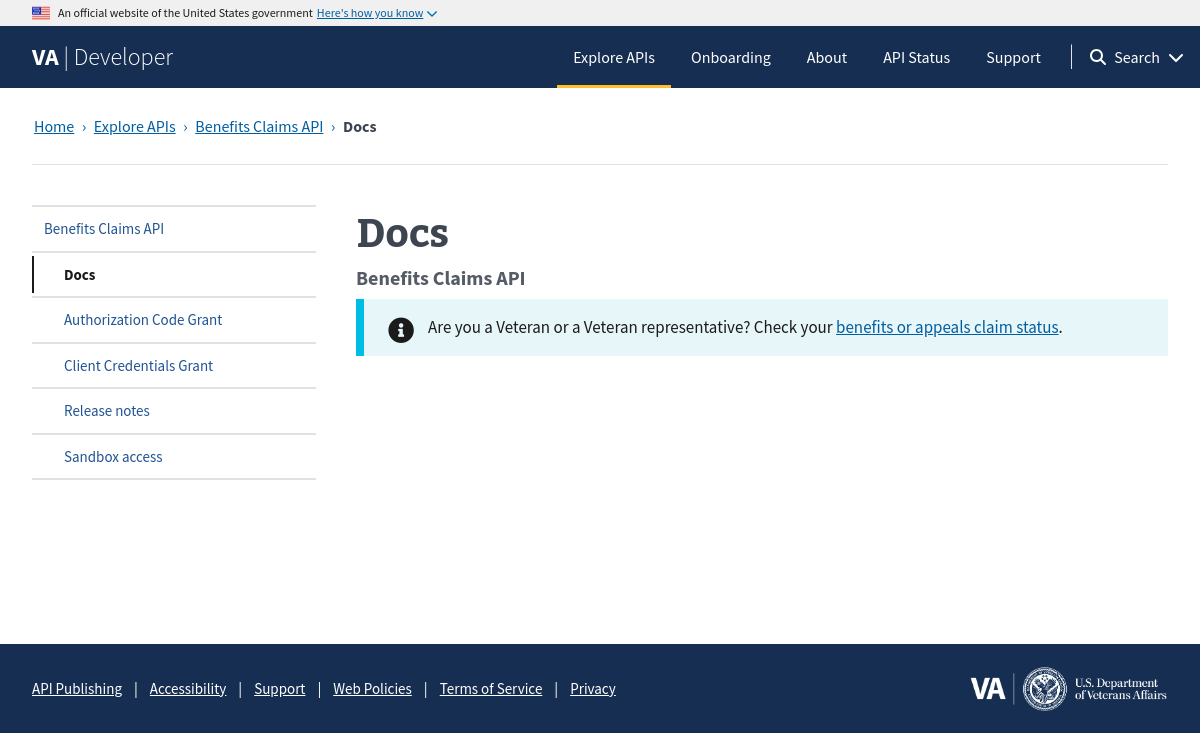 An official website of the United States government Here's how you know
VA | Developer
Explore APIs Onboarding About API Status Support Search
Home › Explore APIs › Benefits Claims API › Docs
Benefits Claims API
Docs
Authorization Code Grant
Client Credentials Grant
Release notes
Sandbox access
Docs
Benefits Claims API
Are you a Veteran or a Veteran representative? Check your benefits or appeals claim status.
API Publishing | Accessibility | Support | Web Policies | Terms of Service | Privacy
VA
U.S. Department
of Veterans Affairs